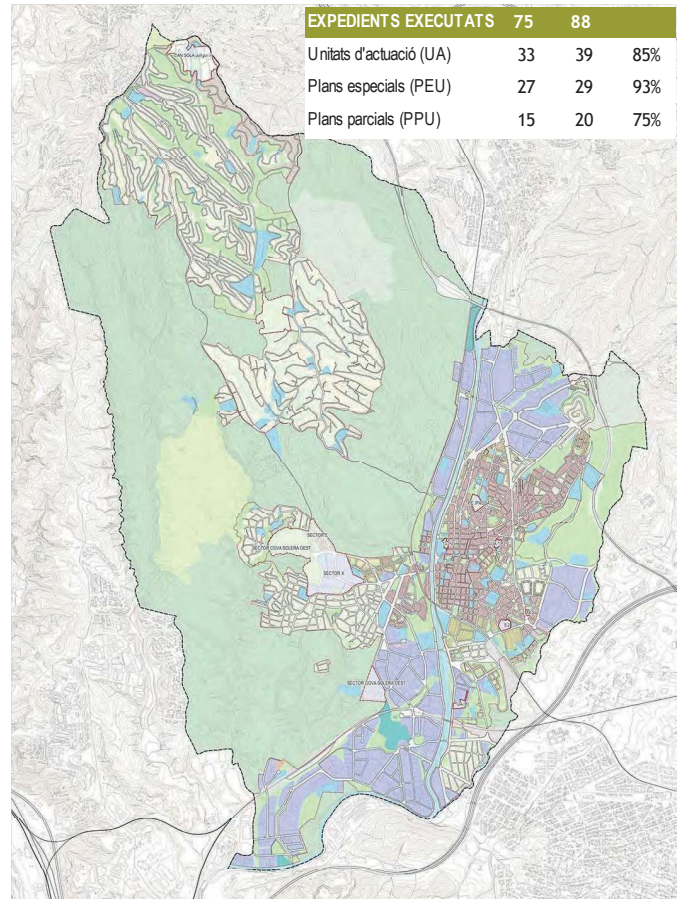 EXPEDIENTS EXECUTATS 75 88
Unitats d'actuació (UA) 33 39 85%
Plans especials (PEU) 27 29 93%
Plans parcials (PPU) 15 20 75%
SECTOR COVA SOLERA OEST
SECTOR X
SECTOR COVA SOLERA OEST